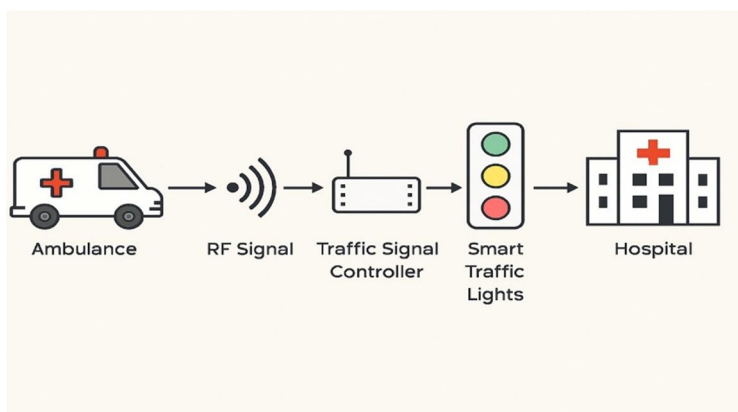 Ambulance
RF Signal
Traffic Signal
Controller
Smart
Traffic
Lights
Hospital